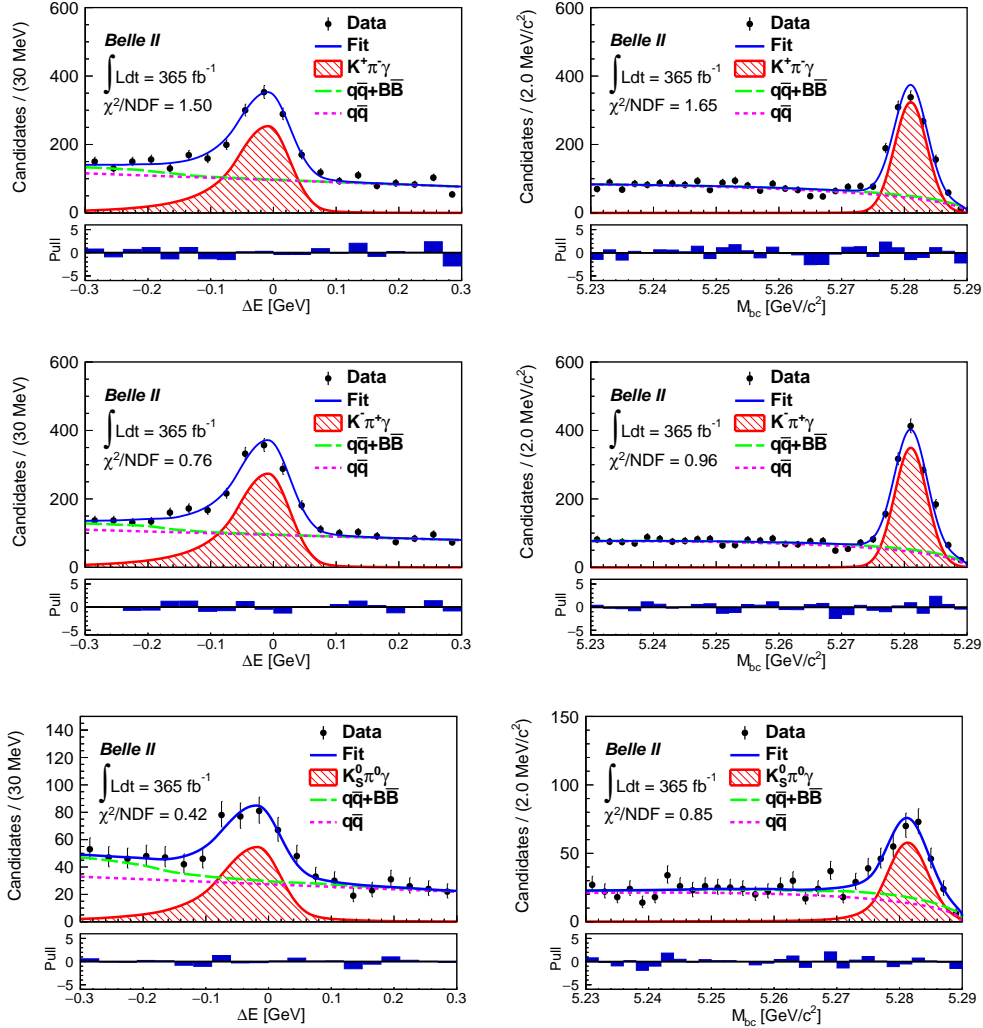 600
400
200
0
Candidates / (30 MeV)
Belle II
∫Ldt = 365 fb⁻¹
χ²/NDF = 1.50
Data
Fit
K⁺π⁻γ
qq̅+BB̅
qq̅
5
0
−5
Pull
−0.3 −0.2 −0.1 0 0.1 0.2 0.3
ΔE [GeV]
600
400
200
0
Candidates / (2.0 MeV/c²)
Belle II
∫Ldt = 365 fb⁻¹
χ²/NDF = 1.65
Data
Fit
K⁺π⁻γ
qq̅+BB̅
qq̅
5
0
−5
Pull
5.23 5.24 5.25 5.26 5.27 5.28 5.29
M_bc [GeV/c²]
600
400
200
0
Candidates / (30 MeV)
Belle II
∫Ldt = 365 fb⁻¹
χ²/NDF = 0.76
Data
Fit
K⁻π⁺γ
qq̅+BB̅
qq̅
5
0
−5
Pull
−0.3 −0.2 −0.1 0 0.1 0.2 0.3
ΔE [GeV]
600
400
200
0
Candidates / (2.0 MeV/c²)
Belle II
∫Ldt = 365 fb⁻¹
χ²/NDF = 0.96
Data
Fit
K⁻π⁺γ
qq̅+BB̅
qq̅
5
0
−5
Pull
5.23 5.24 5.25 5.26 5.27 5.28 5.29
M_bc [GeV/c²]
140
120
100
80
60
40
20
0
Candidates / (30 MeV)
Belle II
∫Ldt = 365 fb⁻¹
χ²/NDF = 0.42
Data
Fit
K⁰_Sπ⁰γ
qq̅+BB̅
qq̅
5
0
−5
Pull
−0.3 −0.2 −0.1 0 0.1 0.2 0.3
ΔE [GeV]
150
100
50
0
Candidates / (2.0 MeV/c²)
Belle II
∫Ldt = 365 fb⁻¹
χ²/NDF = 0.85
Data
Fit
K⁰_Sπ⁰γ
qq̅+BB̅
qq̅
5
0
−5
Pull
5.23 5.24 5.25 5.26 5.27 5.28 5.29
M_bc [GeV/c²]